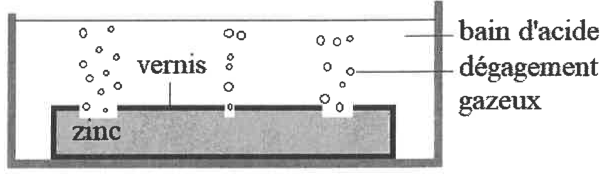 bain d'acide
vernis
dégagement
gazeux
zinc